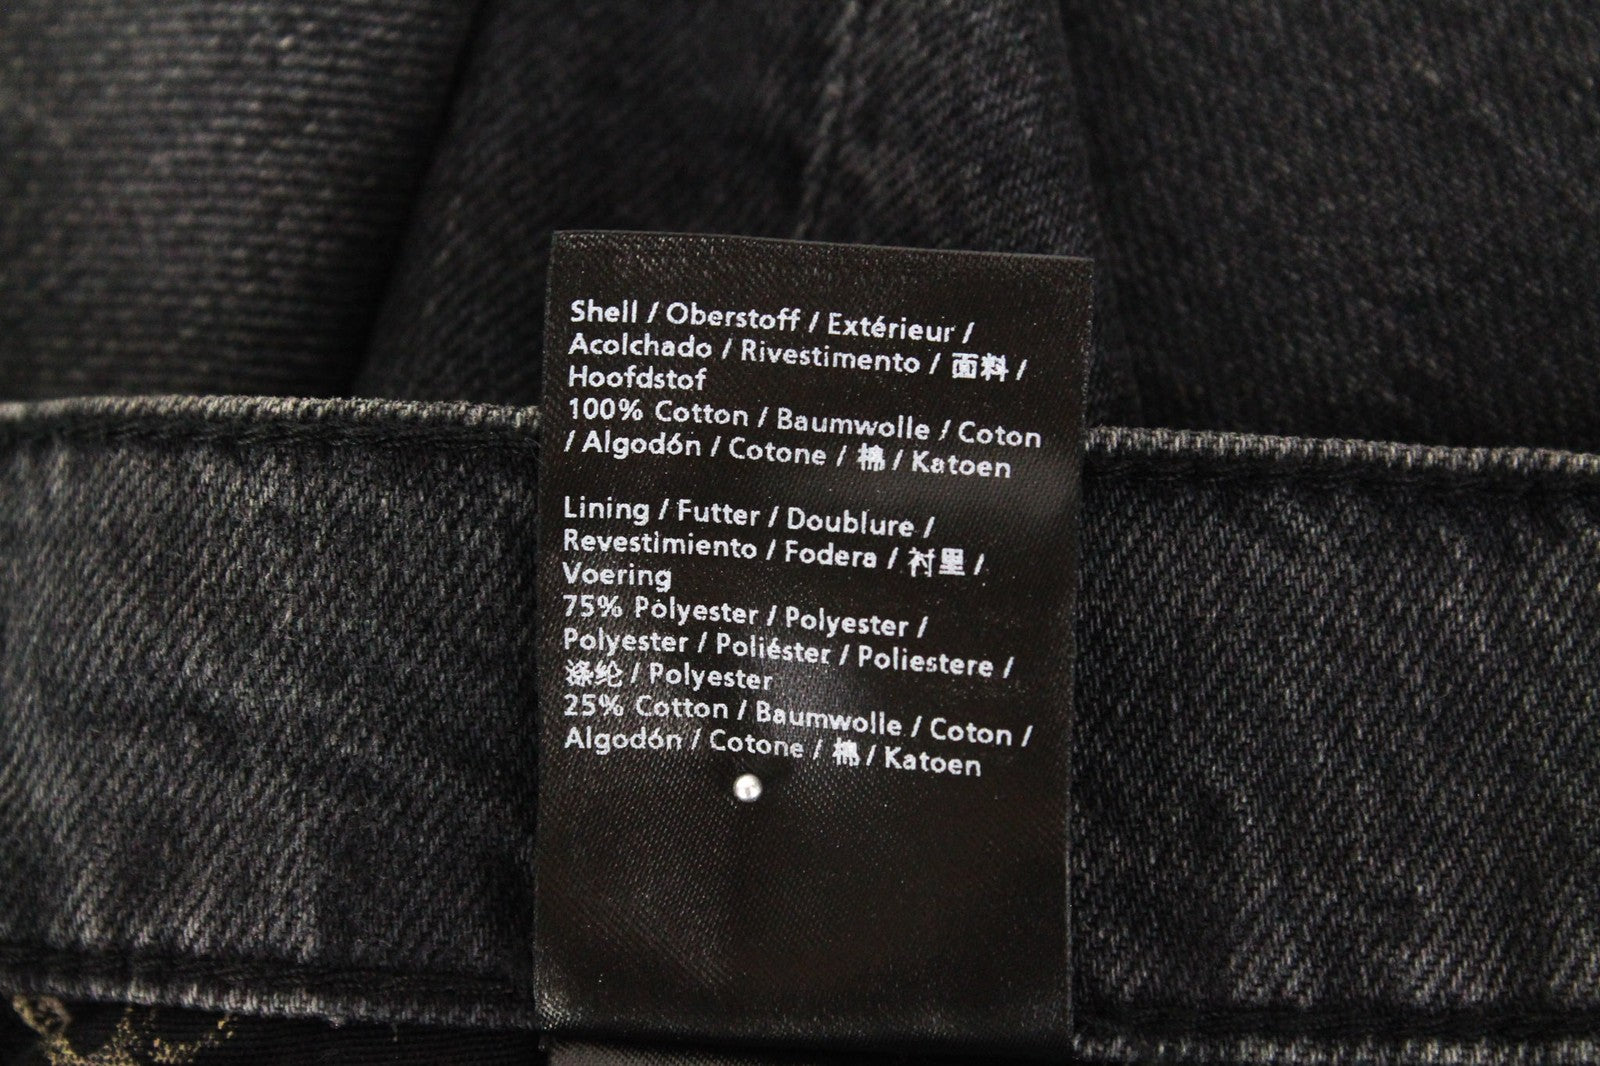 Shell / Oberstoff / Extérieur /
Acolchado / Rivestimento / 面料 /
Hoofdstof
100% Cotton / Baumwolle / Coton
/ Algodón / Cotone / 棉 / Katoen
Lining / Futter / Doublure /
Revestimiento / Fodera / 衬里 /
Voering
75% Polyester / Polyester /
Polyester / Poliéster / Poliestere /
涤纶 / Polyester
25% Cotton / Baumwolle / Coton /
Algodón / Cotone / 棉 / Katoen